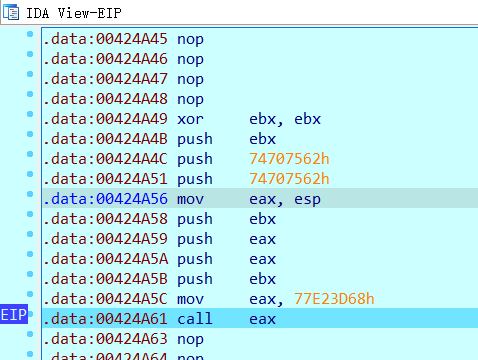 IDA View-EIP
.data:00424A45 nop
.data:00424A46 nop
.data:00424A47 nop
.data:00424A48 nop
.data:00424A49 xor ebx, ebx
.data:00424A4B push ebx
.data:00424A4C push 74707562h
.data:00424A51 push 74707562h
.data:00424A56 mov eax, esp
.data:00424A58 push ebx
.data:00424A59 push eax
.data:00424A5A push eax
.data:00424A5B push ebx
.data:00424A5C mov eax, 77E23D68h
EIP .data:00424A61 call eax
.data:00424A63 nop
.data:00424A64 nop